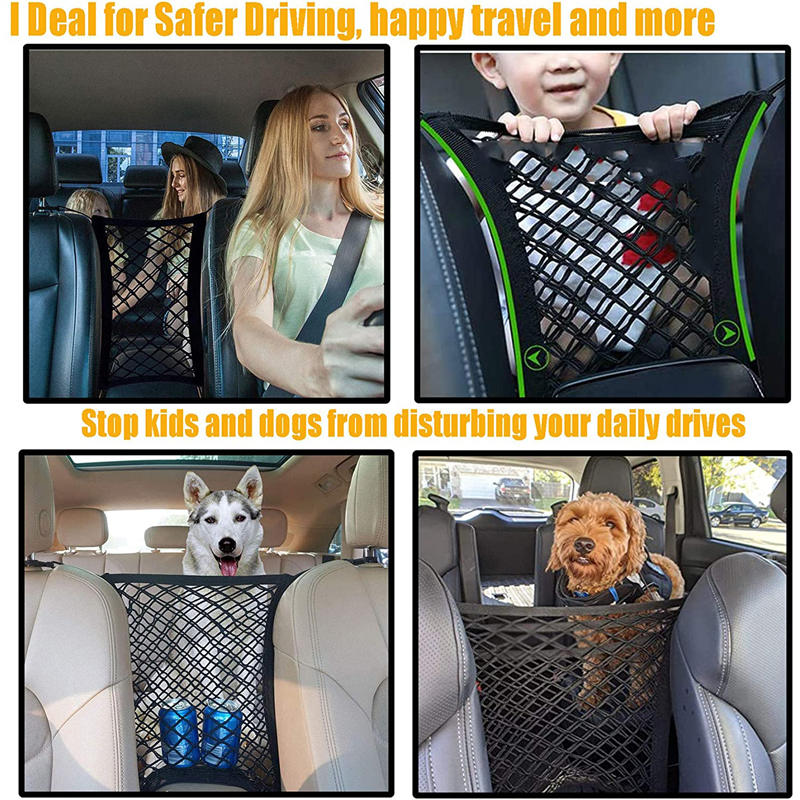 I Deal for Safer Driving, happy travel and more
Stop kids and dogs from disturbing your daily drives